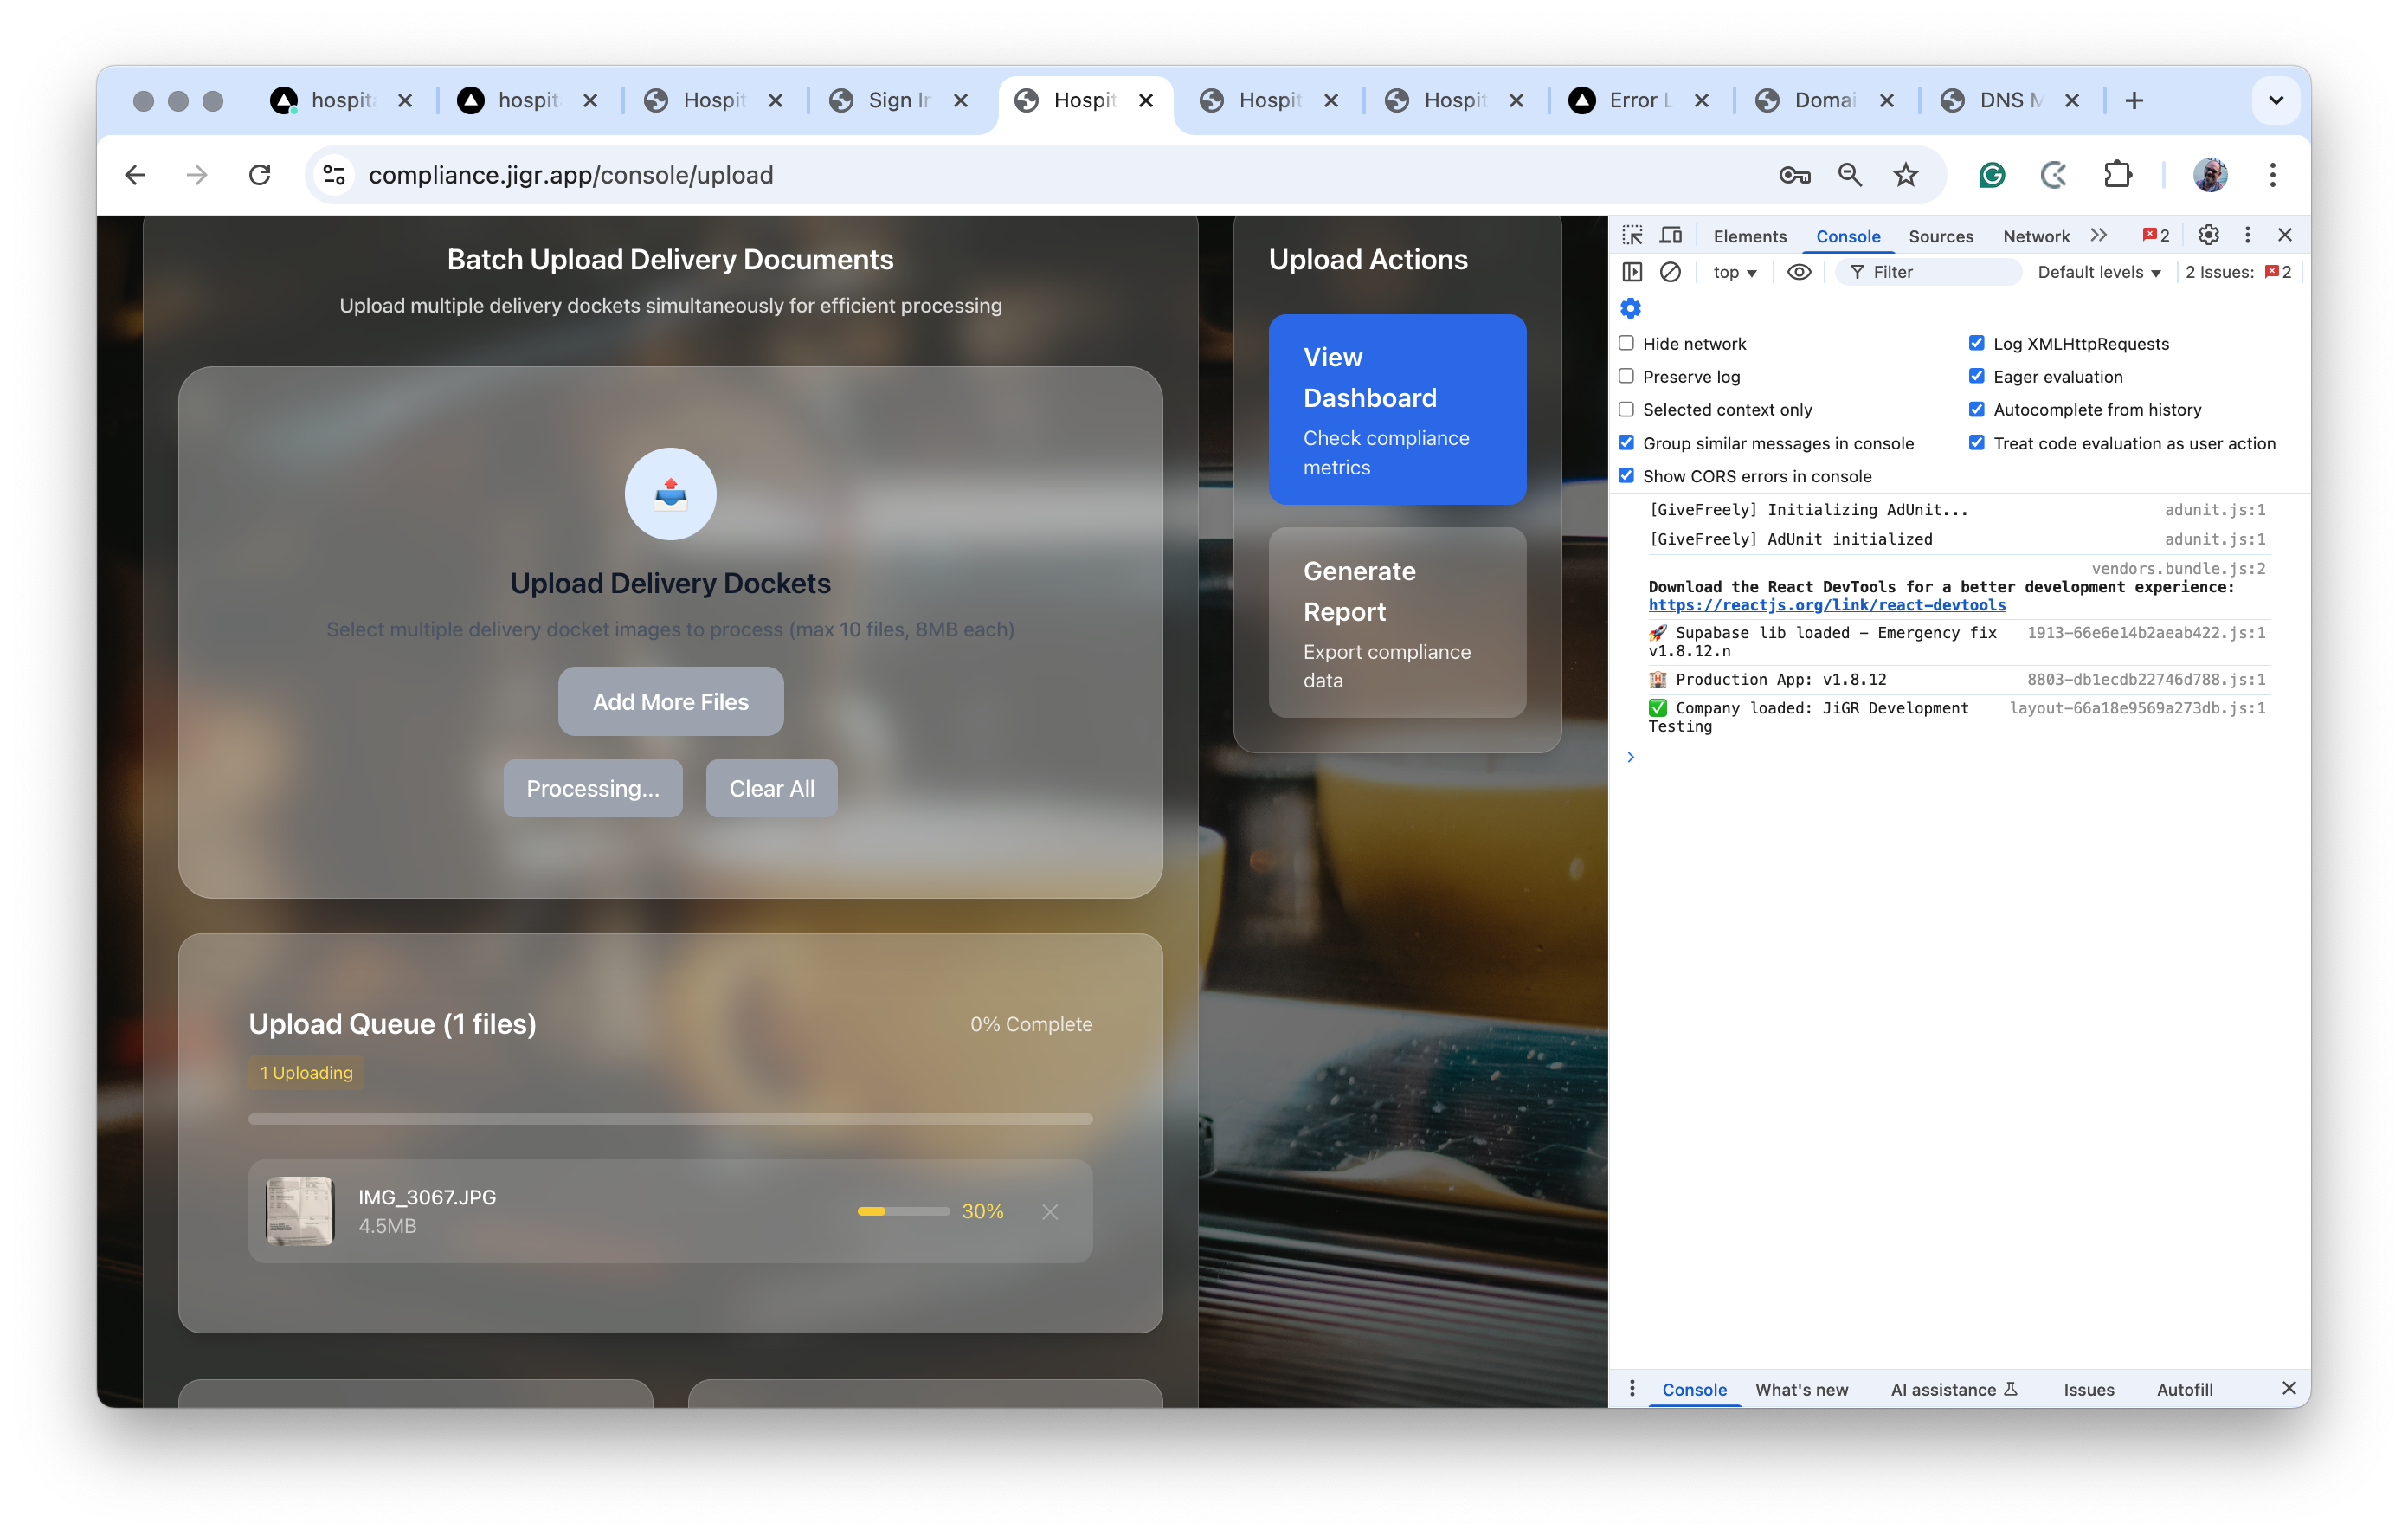 hospit
hospit
Hospit
Sign In
Hospit
Hospit
Hospit
Error L
Domai
DNS M
compliance.jigr.app/console/upload
Batch Upload Delivery Documents
Upload multiple delivery dockets simultaneously for efficient processing
Upload Delivery Dockets
Select multiple delivery docket images to process (max 10 files, 8MB each)
Add More Files
Processing...
Clear All
Upload Queue (1 files)
0% Complete
1 Uploading
IMG_3067.JPG
4.5MB
30%
Upload Actions
View
Dashboard
Check compliance
metrics
Generate
Report
Export compliance
data
Elements
Console
Sources
Network
2
top
Filter
Default levels
2 Issues:
2
Hide network
Log XMLHttpRequests
Preserve log
Eager evaluation
Selected context only
Autocomplete from history
Group similar messages in console
Treat code evaluation as user action
Show CORS errors in console
[GiveFreely] Initializing AdUnit...
adunit.js:1
[GiveFreely] AdUnit initialized
adunit.js:1
vendors.bundle.js:2
Download the React DevTools for a better development experience:
https://reactjs.org/link/react-devtools
🚀 Supabase lib loaded – Emergency fix
1913-66e6e14b2aeab422.js:1
v1.8.12.n
🏨 Production App: v1.8.12
8803-db1ecdb22746d788.js:1
✅ Company loaded: JiGR Development
layout-66a18e9569a273db.js:1
Testing
Console
What's new
AI assistance
Issues
Autofill